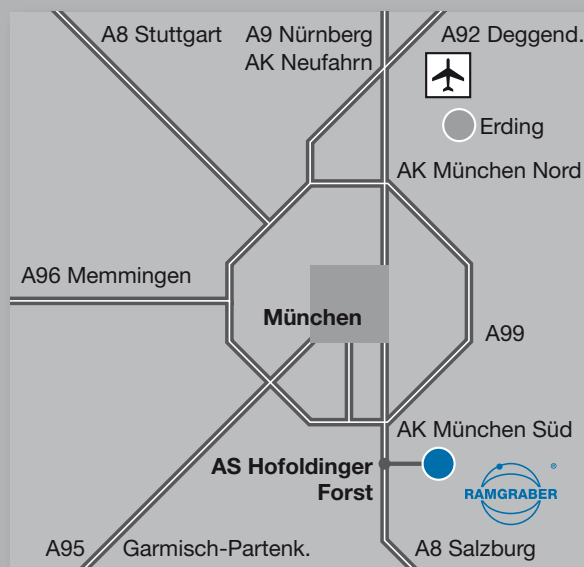 A8 Stuttgart
A9 Nürnberg
AK Neufahrn
A92 Deggend.
Erding
AK München Nord
A96 Memmingen
München
A99
AK München Süd
AS Hofoldinger
Forst
RAMGRABER
®
A95
Garmisch-Partenk.
A8 Salzburg